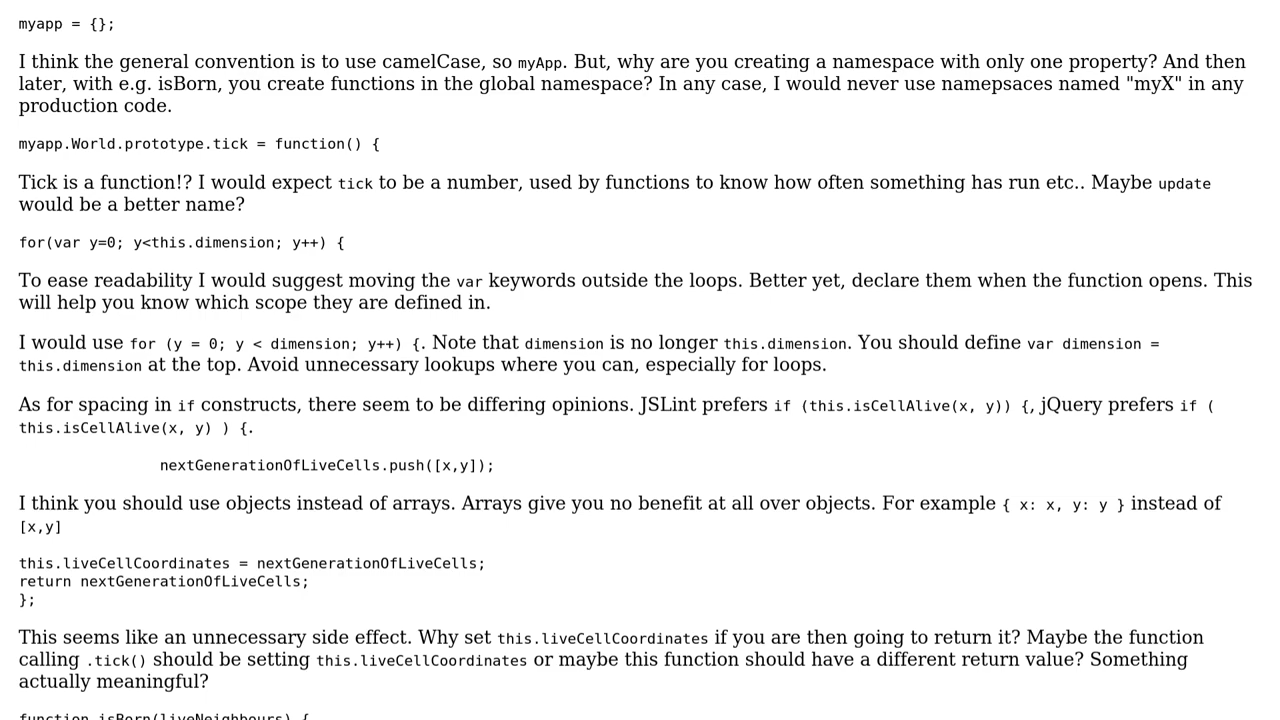 myapp = {};
I think the general convention is to use camelCase, so myApp. But, why are you creating a namespace with only one property? And then
later, with e.g. isBorn, you create functions in the global namespace? In any case, I would never use namepsaces named "myX" in any
production code.
myapp.World.prototype.tick = function() {
Tick is a function!? I would expect tick to be a number, used by functions to know how often something has run etc.. Maybe update
would be a better name?
for(var y=0; y<this.dimension; y++) {
To ease readability I would suggest moving the var keywords outside the loops. Better yet, declare them when the function opens. This
will help you know which scope they are defined in.
I would use for (y = 0; y < dimension; y++) {. Note that dimension is no longer this.dimension. You should define var dimension =
this.dimension at the top. Avoid unnecessary lookups where you can, especially for loops.
As for spacing in if constructs, there seem to be differing opinions. JSLint prefers if (this.isCellAlive(x, y)) {, jQuery prefers if (
this.isCellAlive(x, y) ) {.
nextGenerationOfLiveCells.push([x,y]);
I think you should use objects instead of arrays. Arrays give you no benefit at all over objects. For example { x: x, y: y } instead of
[x,y]
this.liveCellCoordinates = nextGenerationOfLiveCells;
return nextGenerationOfLiveCells;
};
This seems like an unnecessary side effect. Why set this.liveCellCoordinates if you are then going to return it? Maybe the function
calling .tick() should be setting this.liveCellCoordinates or maybe this function should have a different return value? Something
actually meaningful?
function isBorn(liveNeighbours) {